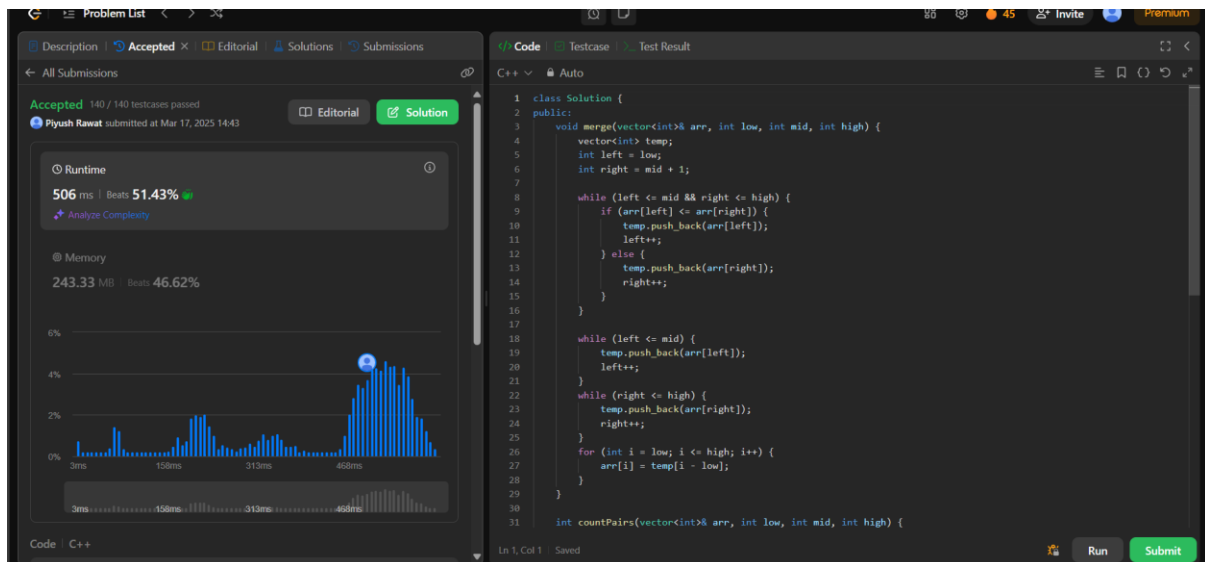 Problem List
45
Invite
Premium
Description
Accepted
Editorial
Solutions
Submissions
All Submissions
Accepted 140 / 140 testcases passed
Piyush Rawat submitted at Mar 17, 2025 14:43
Editorial
Solution
Runtime
506 ms | Beats 51.43%
Analyze Complexity
Memory
243.33 MB | Beats 46.62%
6%
4%
2%
0%
3ms 158ms 313ms 468ms
3ms 158ms 313ms 468ms
Code | C++
</> Code
Testcase
>_ Test Result
C++ Auto
1 class Solution {
2 public:
3 void merge(vector<int>& arr, int low, int mid, int high) {
4 vector<int> temp;
5 int left = low;
6 int right = mid + 1;
7
8 while (left <= mid && right <= high) {
9 if (arr[left] <= arr[right]) {
10 temp.push_back(arr[left]);
11 left++;
12 } else {
13 temp.push_back(arr[right]);
14 right++;
15 }
16 }
17
18 while (left <= mid) {
19 temp.push_back(arr[left]);
20 left++;
21 }
22 while (right <= high) {
23 temp.push_back(arr[right]);
24 right++;
25 }
26 for (int i = low; i <= high; i++) {
27 arr[i] = temp[i - low];
28 }
29 }
30
31 int countPairs(vector<int>& arr, int low, int mid, int high) {
Ln 1, Col 1 | Saved
Run
Submit